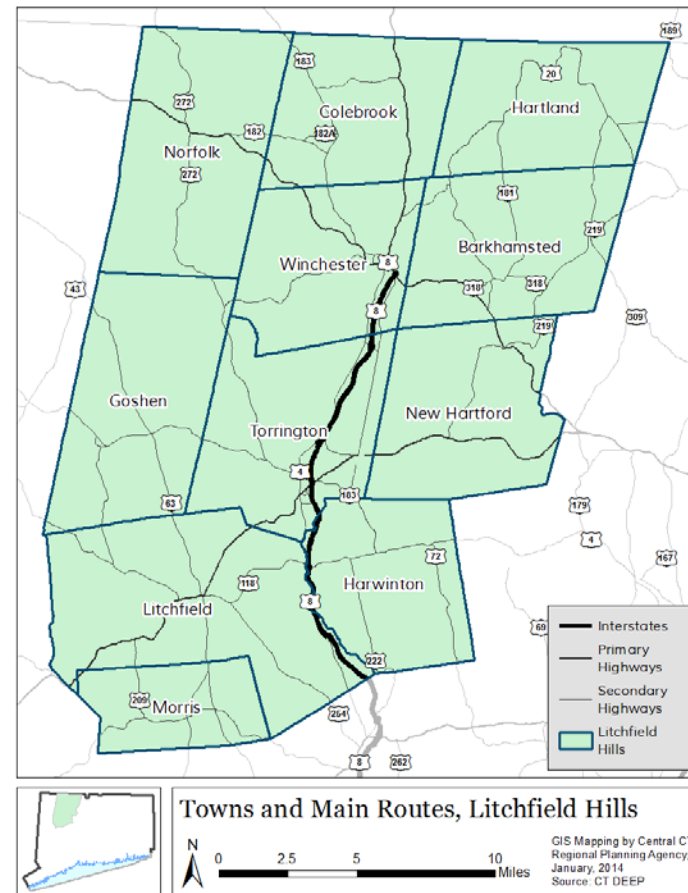 189
183
20
272
Colebrook
Hartland
182
182A
Norfolk
272
181
219
Barkhamsted
Winchester
8
43
318
318
8
309
219
Goshen
New Hartford
Torrington
4
63
183
179
4
72
167
118
Harwinton
Litchfield
8
69
222
209
Morris
254
8
262
Interstates
Primary
Highways
Secondary
Highways
Litchfield
Hills
Towns and Main Routes, Litchfield Hills
N
0 2.5 5 10
Miles
GIS Mapping by Central CT
Regional Planning Agency,
January, 2014
Source: CT DEEP